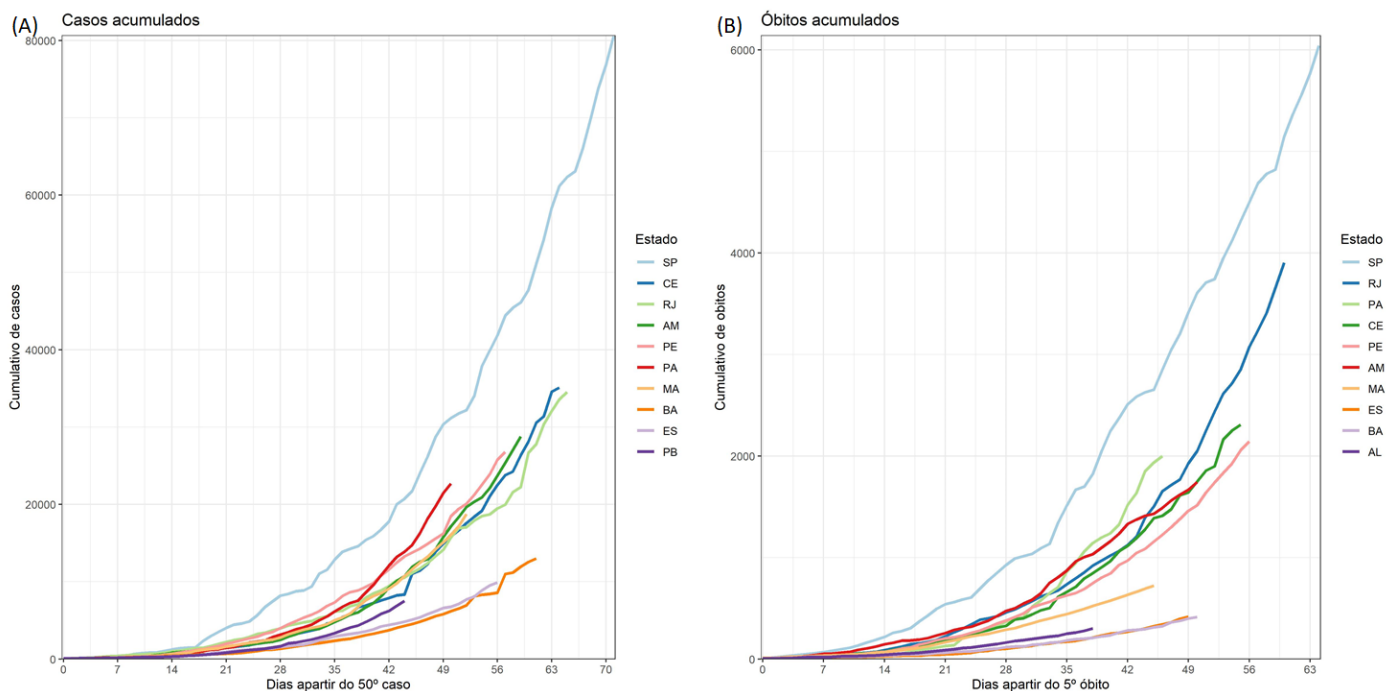 (A)
Casos acumulados
80000
60000
40000
20000
0
Cumulativo de casos
0 7 14 21 28 35 42 49 56 63 70
Dias apartir do 50º caso
Estado
SP
CE
RJ
AM
PE
PA
MA
BA
ES
PB
(B)
Óbitos acumulados
6000
4000
2000
0
Cumulativo de obitos
0 7 14 21 28 35 42 49 56 63
Dias apartir do 5º óbito
Estado
SP
RJ
PA
CE
PE
AM
MA
ES
BA
AL